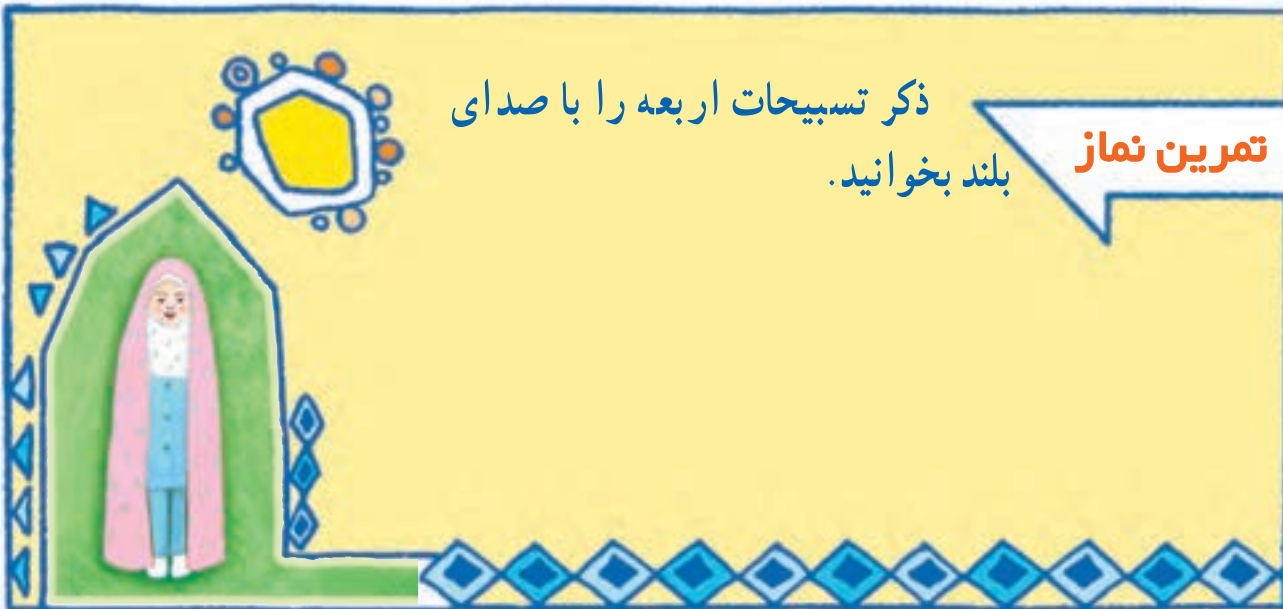 تمرین نماز
ذکر تسبیحات اربعه را با صدای
بلند بخوانید.